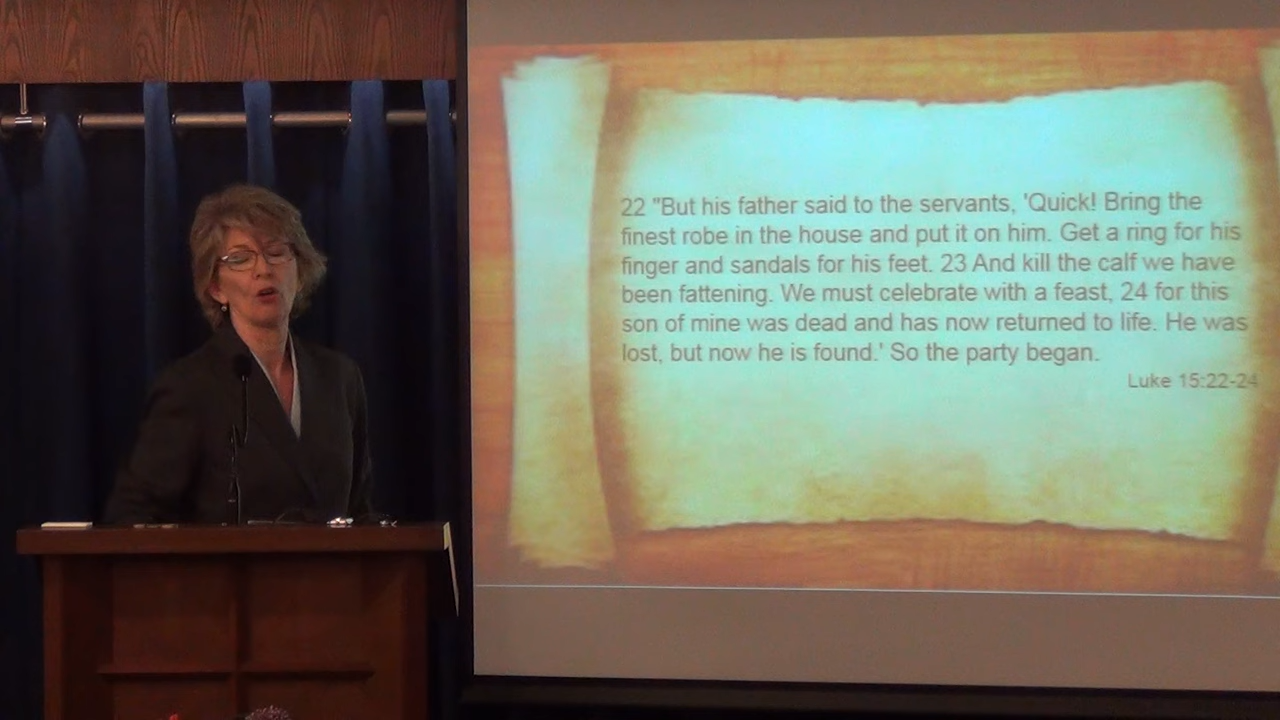 22 "But his father said to the servants, 'Quick! Bring the
finest robe in the house and put it on him. Get a ring for his
finger and sandals for his feet. 23 And kill the calf we have
been fattening. We must celebrate with a feast, 24 for this
son of mine was dead and has now returned to life. He was
lost, but now he is found.' So the party began.
Luke 15:22-24